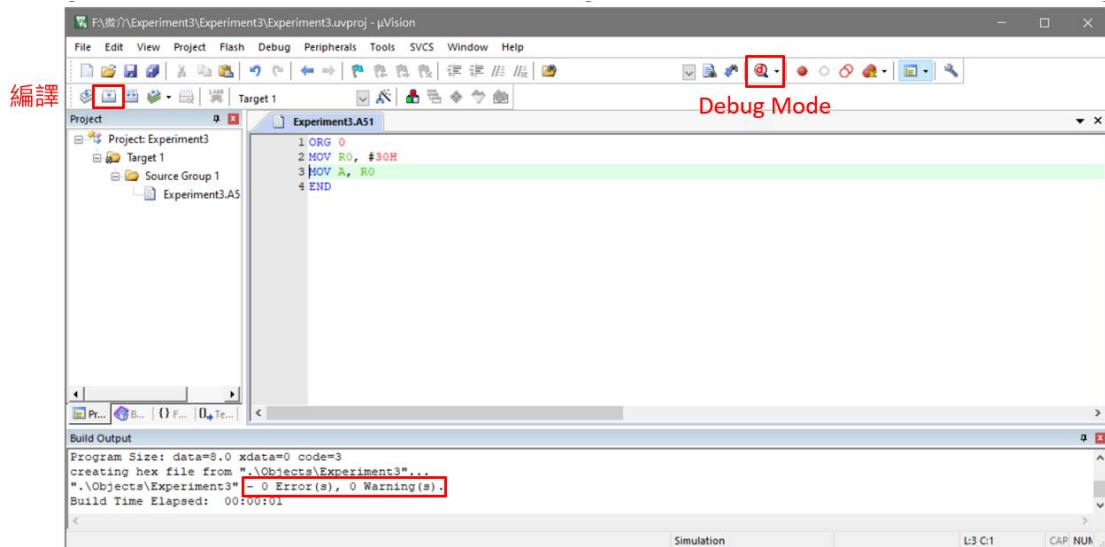 F:\微介\Experiment3\Experiment3\Experiment3.uvproj - µVision
File Edit View Project Flash Debug Peripherals Tools SVCS Window Help
編譯
Target 1
Debug Mode
Project
Experiment3.A51
Project: Experiment3
Target 1
Source Group 1
Experiment3.A5
1 ORG 0
2 MOV R0, #30H
3 MOV A, R0
4 END
Pr... B... {} F... Te...
Build Output
Program Size: data=8.0 xdata=0 code=3
creating hex file from ".\Objects\Experiment3"...
".\Objects\Experiment3" - 0 Error(s), 0 Warning(s).
Build Time Elapsed: 00:00:01
Simulation L:3 C:1 CAP NUM